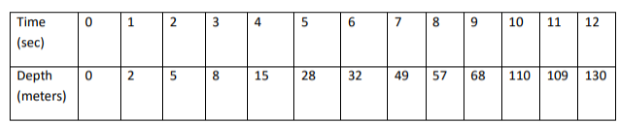 Time (sec) 0 1 2 3 4 5 6 7 8 9 10 11 12
Depth (meters) 0 2 5 8 15 28 32 49 57 68 110 109 130